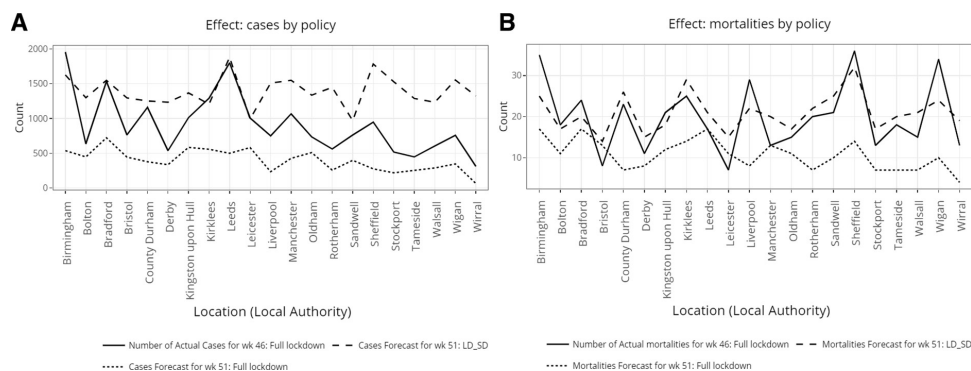 A
Effect: cases by policy
Count
2000
1500
1000
500
0
Birmingham
Bolton
Bradford
Bristol
County Durham
Derby
Kingston upon Hull
Kirklees
Leeds
Leicester
Liverpool
Manchester
Oldham
Rotherham
Sandwell
Sheffield
Stockport
Tameside
Walsall
Wigan
Wirral
Location (Local Authority)
Number of Actual Cases for wk 46: Full lockdown
Cases Forecast for wk 51: LD_SD
Cases Forecast for wk 51: Full lockdown
B
Effect: mortalities by policy
Count
30
20
10
Birmingham
Bolton
Bradford
Bristol
County Durham
Derby
Kingston upon Hull
Kirklees
Leeds
Leicester
Liverpool
Manchester
Oldham
Rotherham
Sandwell
Sheffield
Stockport
Tameside
Walsall
Wigan
Wirral
Location (Local Authority)
Number of Actual mortalities for wk 46: Full lockdown
Mortalities Forecast for wk 51: LD_SD
Mortalities Forecast for wk 51: Full lockdown